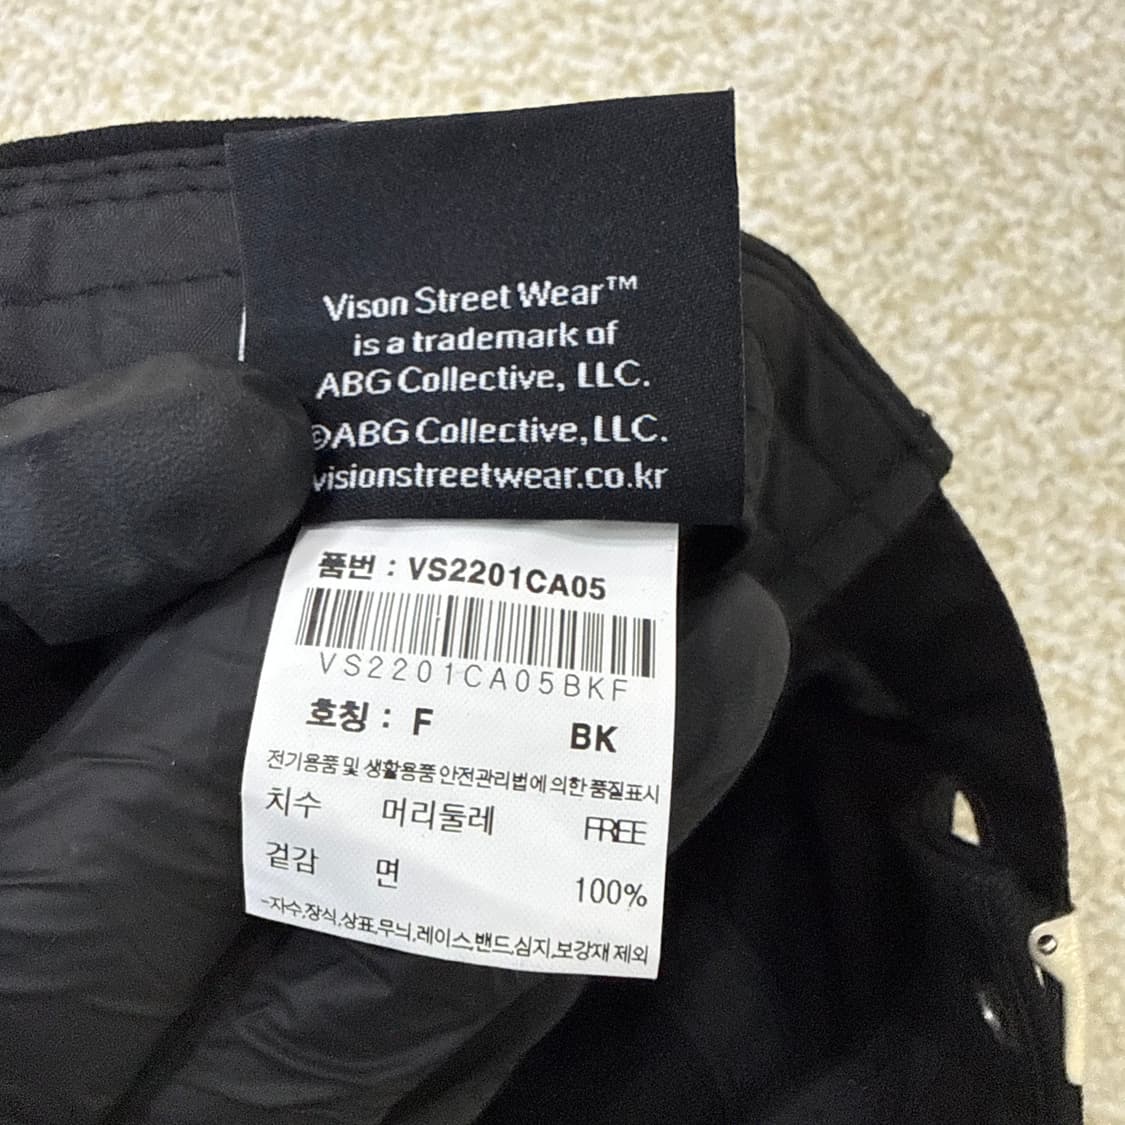 Vison Street Wear™
is a trademark of
ABG Collective, LLC.
©ABG Collective, LLC.
visionstreetwear.co.kr
품번 : VS2201CA05
VS2201CA05BKF
호칭 : F BK
전기용품 및 생활용품 안전관리법에 의한 품질표시
치수 머리둘레 FREE
겉감 면 100%
-자수,장식,상표,무늬,레이스,밴드,심지,보강재 제외